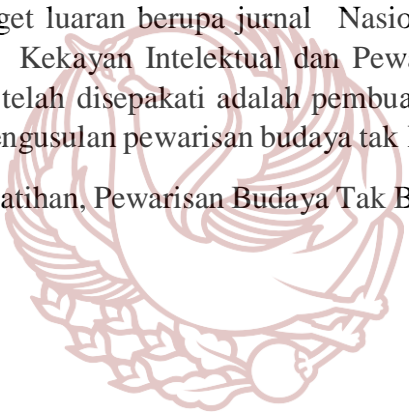 get luaran berupa jurnal Nasio
Kekayan Intelektual dan Pewa
telah disepakati adalah pembua
engusulan pewarisan budaya tak
atihan, Pewarisan Budaya Tak B